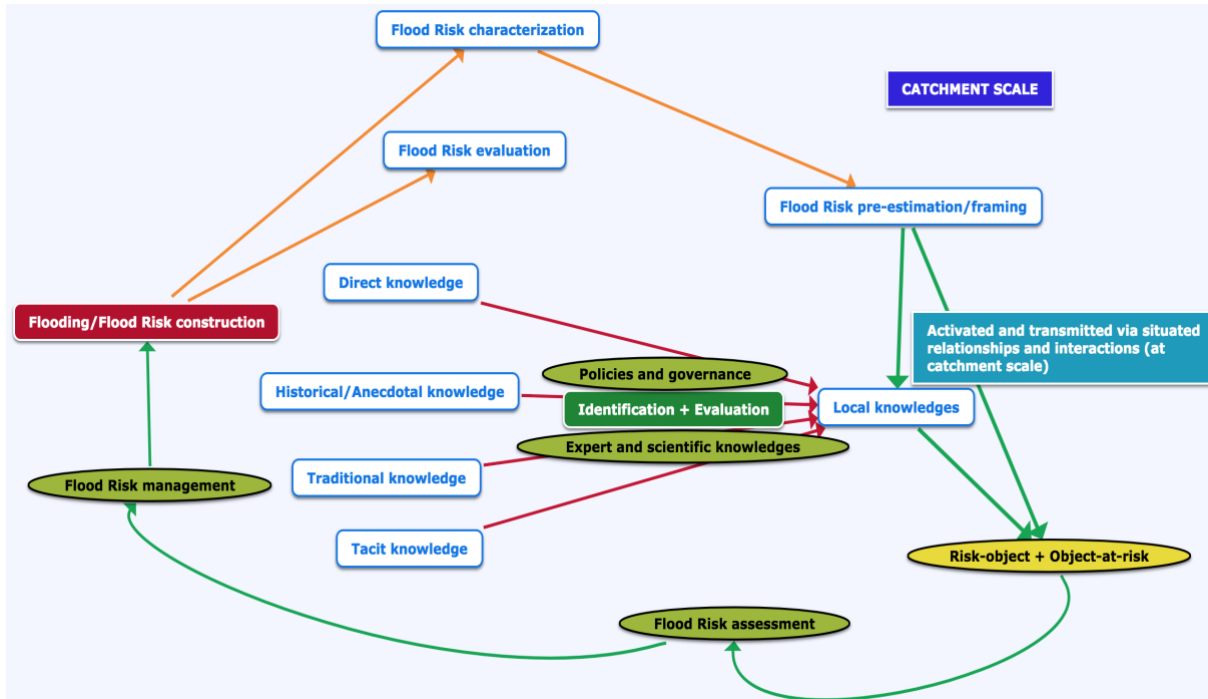 Flood Risk characterization
CATCHMENT SCALE
Flood Risk evaluation
Flood Risk pre-estimation/framing
Direct knowledge
Flooding/Flood Risk construction
Activated and transmitted via situated
relationships and interactions (at
catchment scale)
Policies and governance
Historical/Anecdotal knowledge
Identification + Evaluation
Local knowledges
Expert and scientific knowledges
Traditional knowledge
Flood Risk management
Tacit knowledge
Risk-object + Object-at-risk
Flood Risk assessment